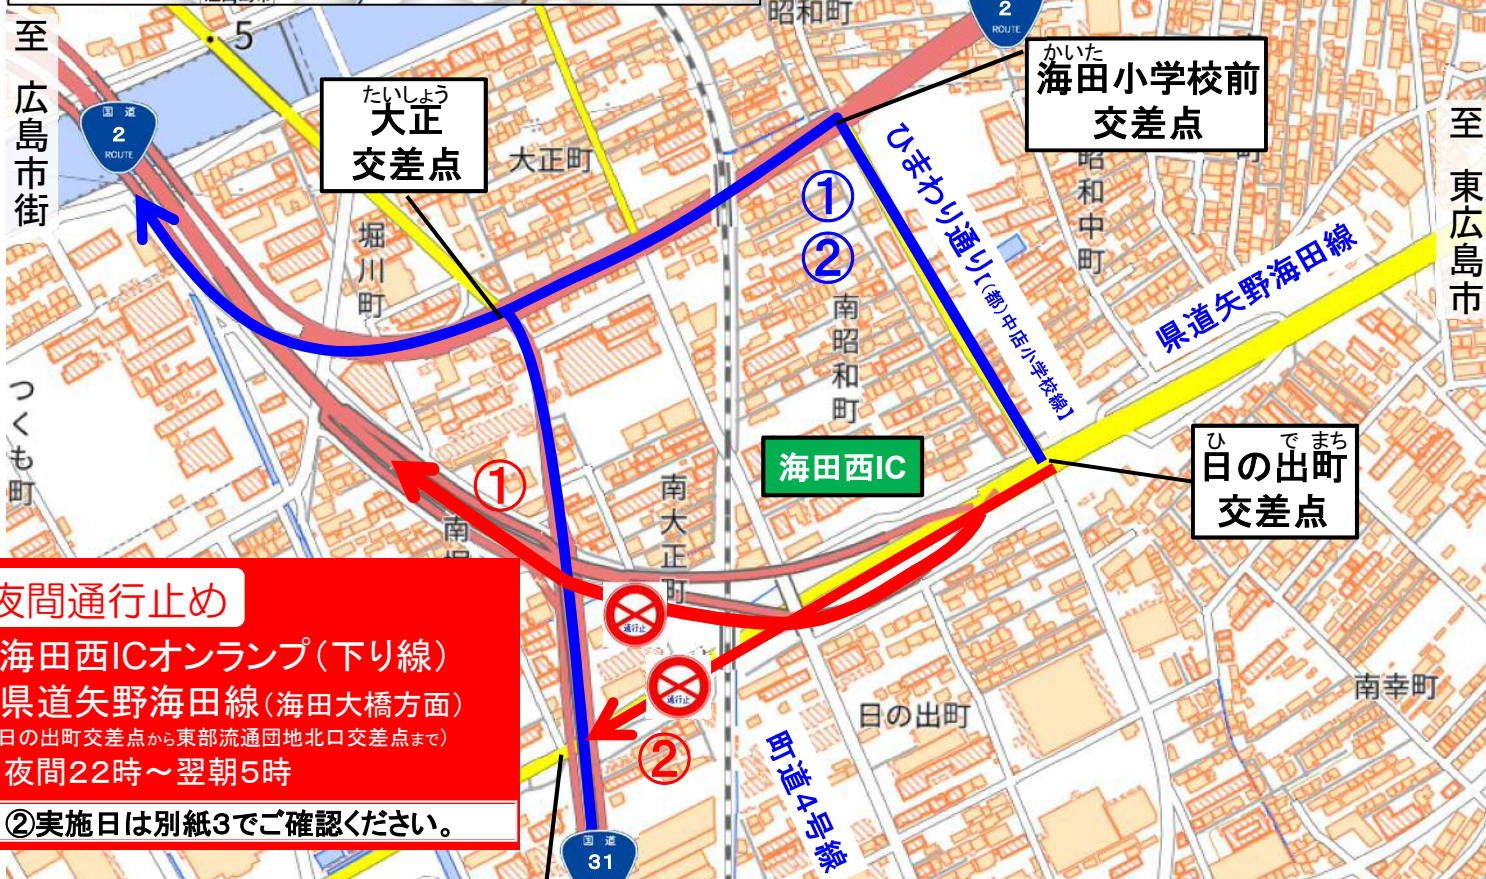 至 広島市街
国道
2
ROUTE
5
たいしょう
大正
交差点
大正町
昭和町
2
ROUTE
かいた
海田小学校前
交差点
至 東広島市
堀川町
①
②
ひまわり通り【(都)中店小学校線】
昭和中町
町
県道矢野海田線
南昭和町
つくも町
海田西IC
ひ で まち
日の出町
交差点
①
南大正町
南堀
通行止
通行止
②
日の出町
南幸町
町道4号線
夜間通行止め
海田西ICオンランプ(下り線)
県道矢野海田線(海田大橋方面)
日の出町交差点から東部流通団地北口交差点まで)
夜間22時~翌朝5時
②実施日は別紙3でご確認ください。
国道
31